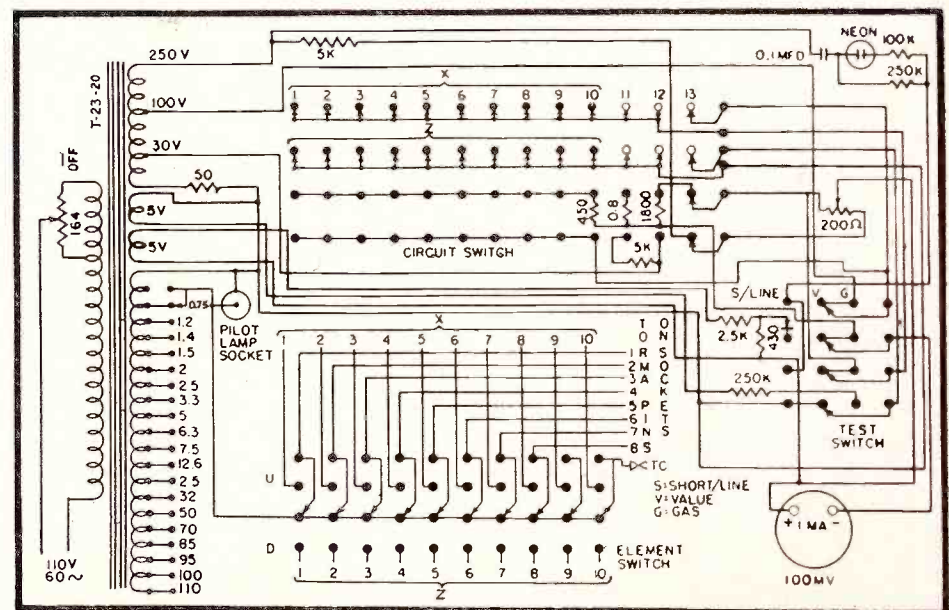 250 V
5K
NEON
100K
0.1 MFD
250K
X
1 2 3 4 5 6 7 8 9 10 11 12 13
T-23-20
100 V
Z
30 V
OFF
50
164
5V
450
0.8
1800
200Ω
5V
CIRCUIT SWITCH
5K
S/LINE V G
0.75
1.2
PILOT
LAMP
SOCKET
1.4
1.5
2
2.5
3.3
5
6.3
7.5
12.6
2.5
32
50
70
85
95
100
110
2.5K
430
250K
TEST
SWITCH
X
1 2 3 4 5 6 7 8 9 10
T O
O N
1 R S
2 M O
3 A C
4 K
5 P E
6 I T
7 N S
8 S
TC
U
S=SHORT/LINE
V=VALUE
G=GAS
D
ELEMENT
SWITCH
1 2 3 4 5 6 7 8 9 10
Z
+ 1 MA -
100MV
110V
60~